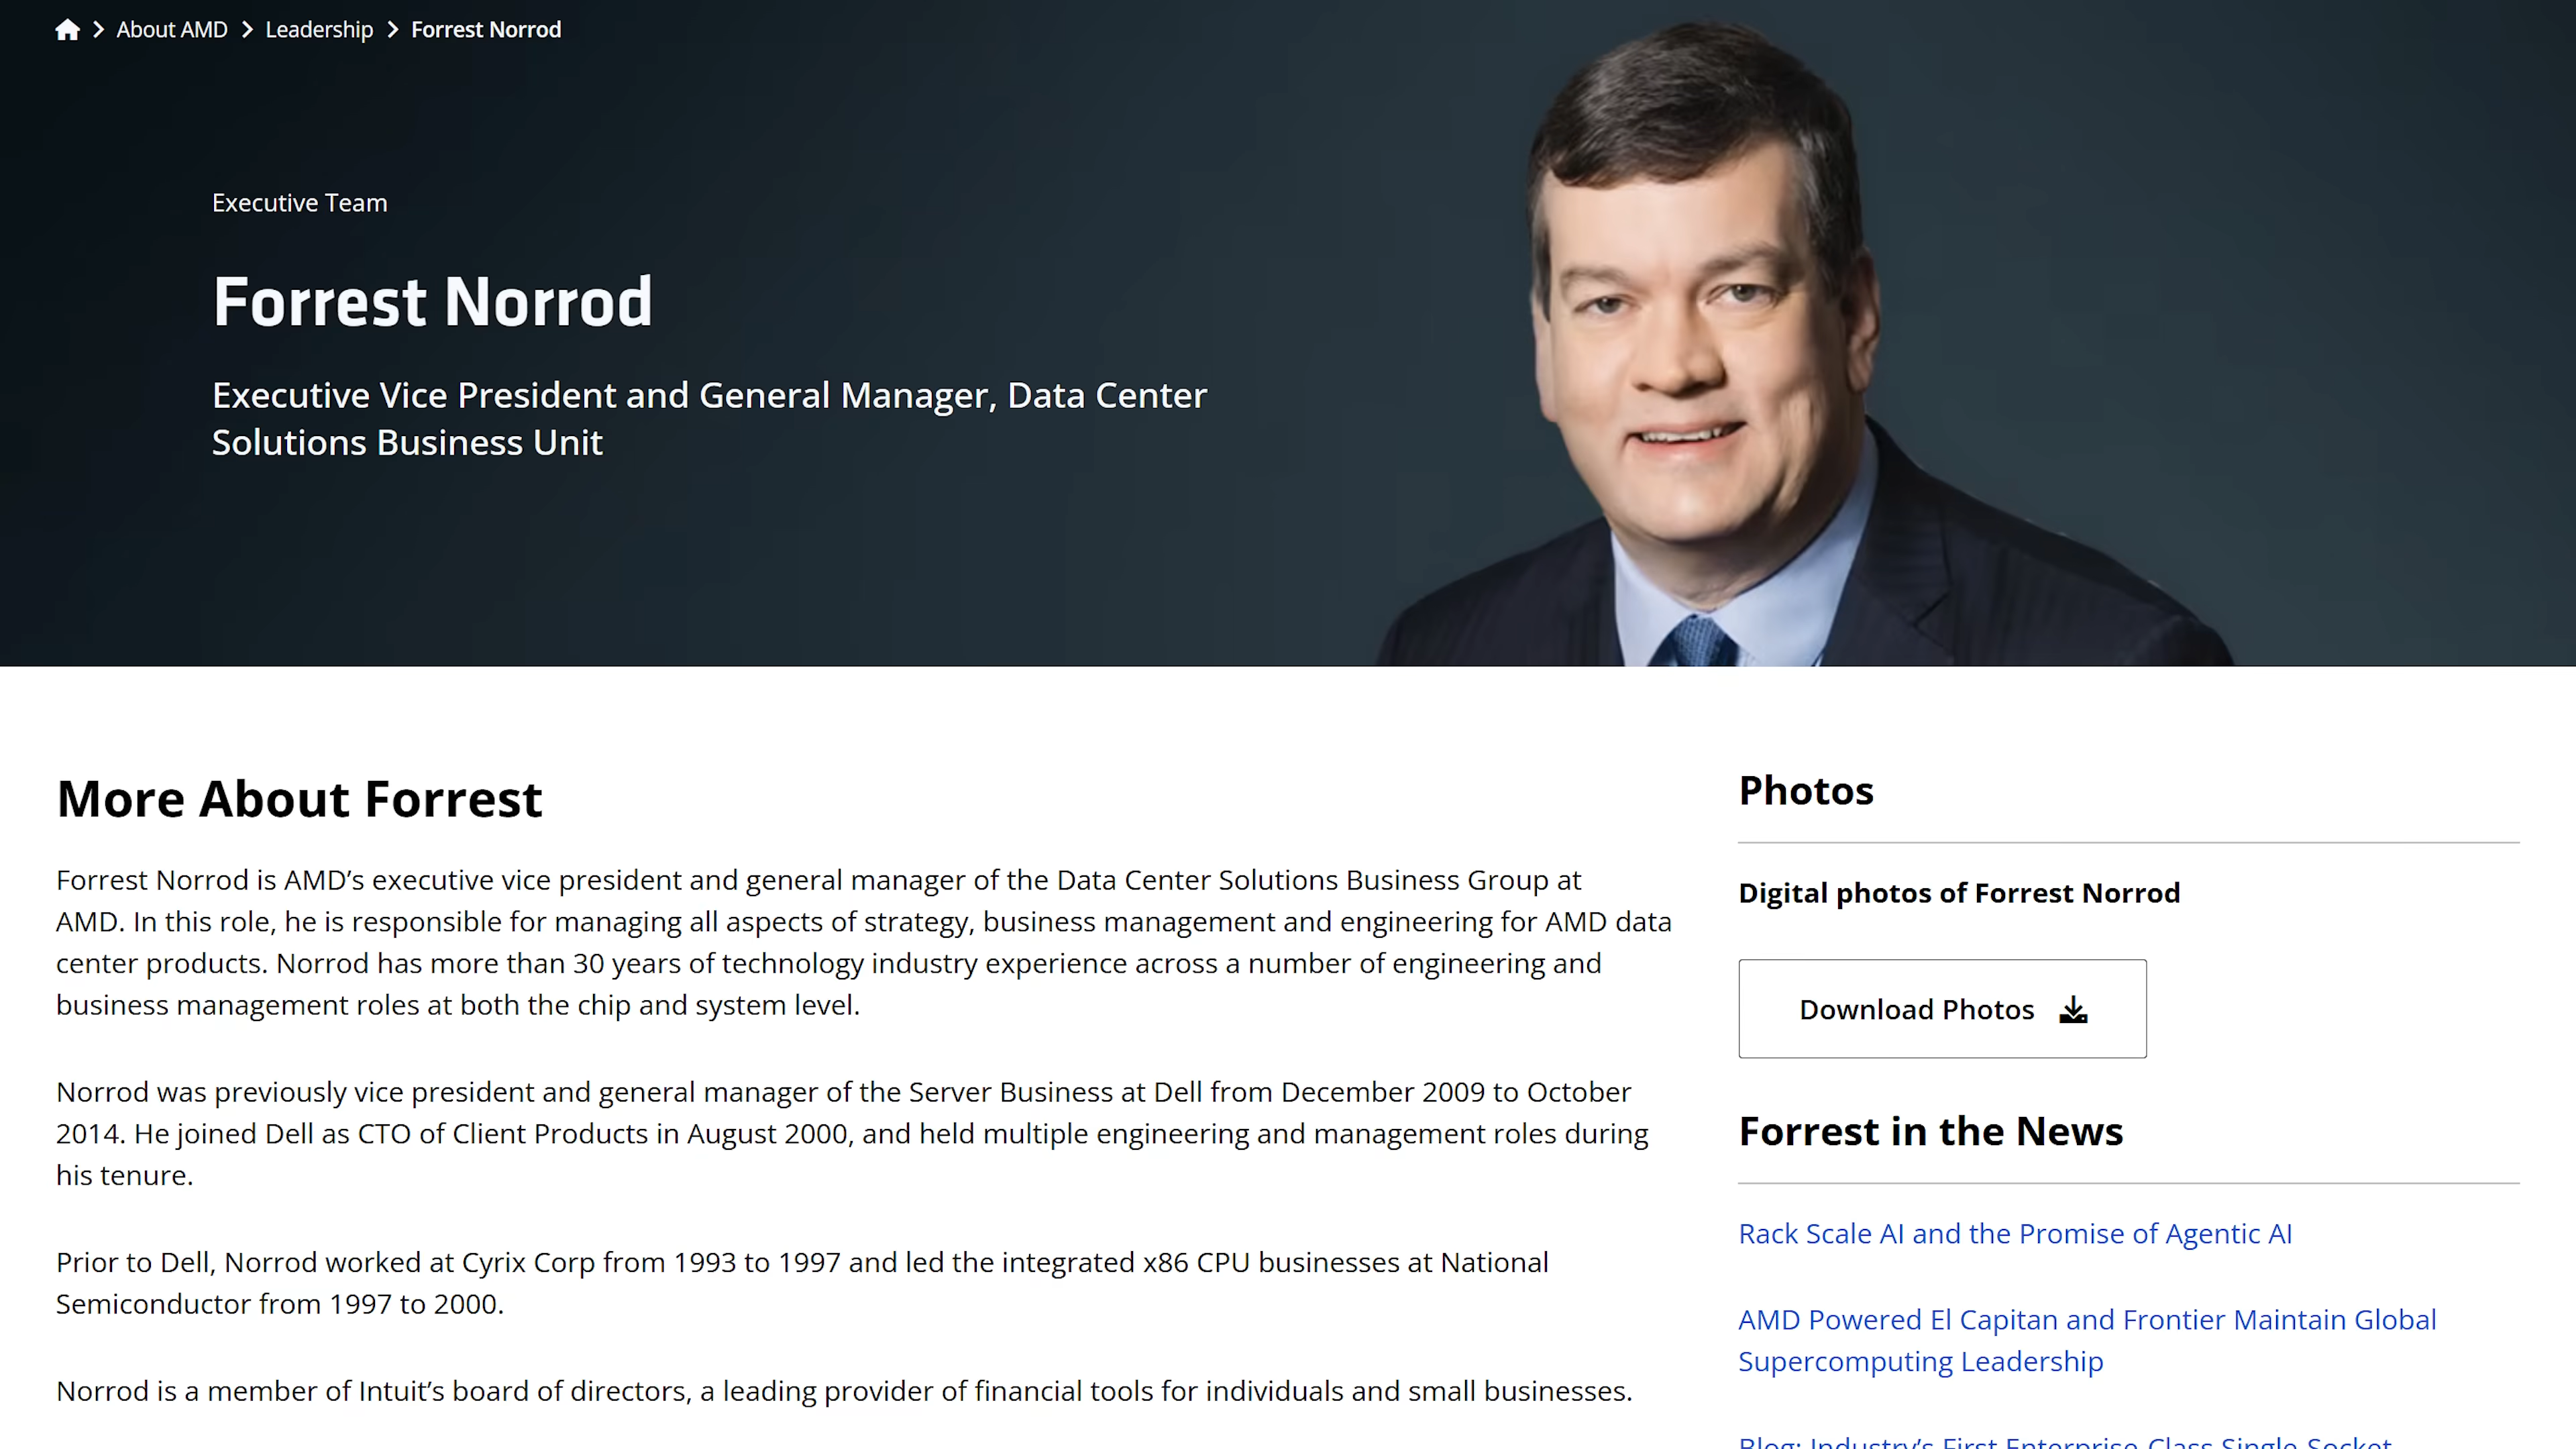 About AMD Leadership Forrest Norrod
Executive Team
Forrest Norrod
Executive Vice President and General Manager, Data Center
Solutions Business Unit
More About Forrest
Forrest Norrod is AMD’s executive vice president and general manager of the Data Center Solutions Business Group at
AMD. In this role, he is responsible for managing all aspects of strategy, business management and engineering for AMD data
center products. Norrod has more than 30 years of technology industry experience across a number of engineering and
business management roles at both the chip and system level.
Norrod was previously vice president and general manager of the Server Business at Dell from December 2009 to October
2014. He joined Dell as CTO of Client Products in August 2000, and held multiple engineering and management roles during
his tenure.
Prior to Dell, Norrod worked at Cyrix Corp from 1993 to 1997 and led the integrated x86 CPU businesses at National
Semiconductor from 1997 to 2000.
Norrod is a member of Intuit’s board of directors, a leading provider of financial tools for individuals and small businesses.
Photos
Digital photos of Forrest Norrod
Download Photos
Forrest in the News
Rack Scale AI and the Promise of Agentic AI
AMD Powered El Capitan and Frontier Maintain Global
Supercomputing Leadership
Blog: Industry’s First Enterprise-Class Single-Socket